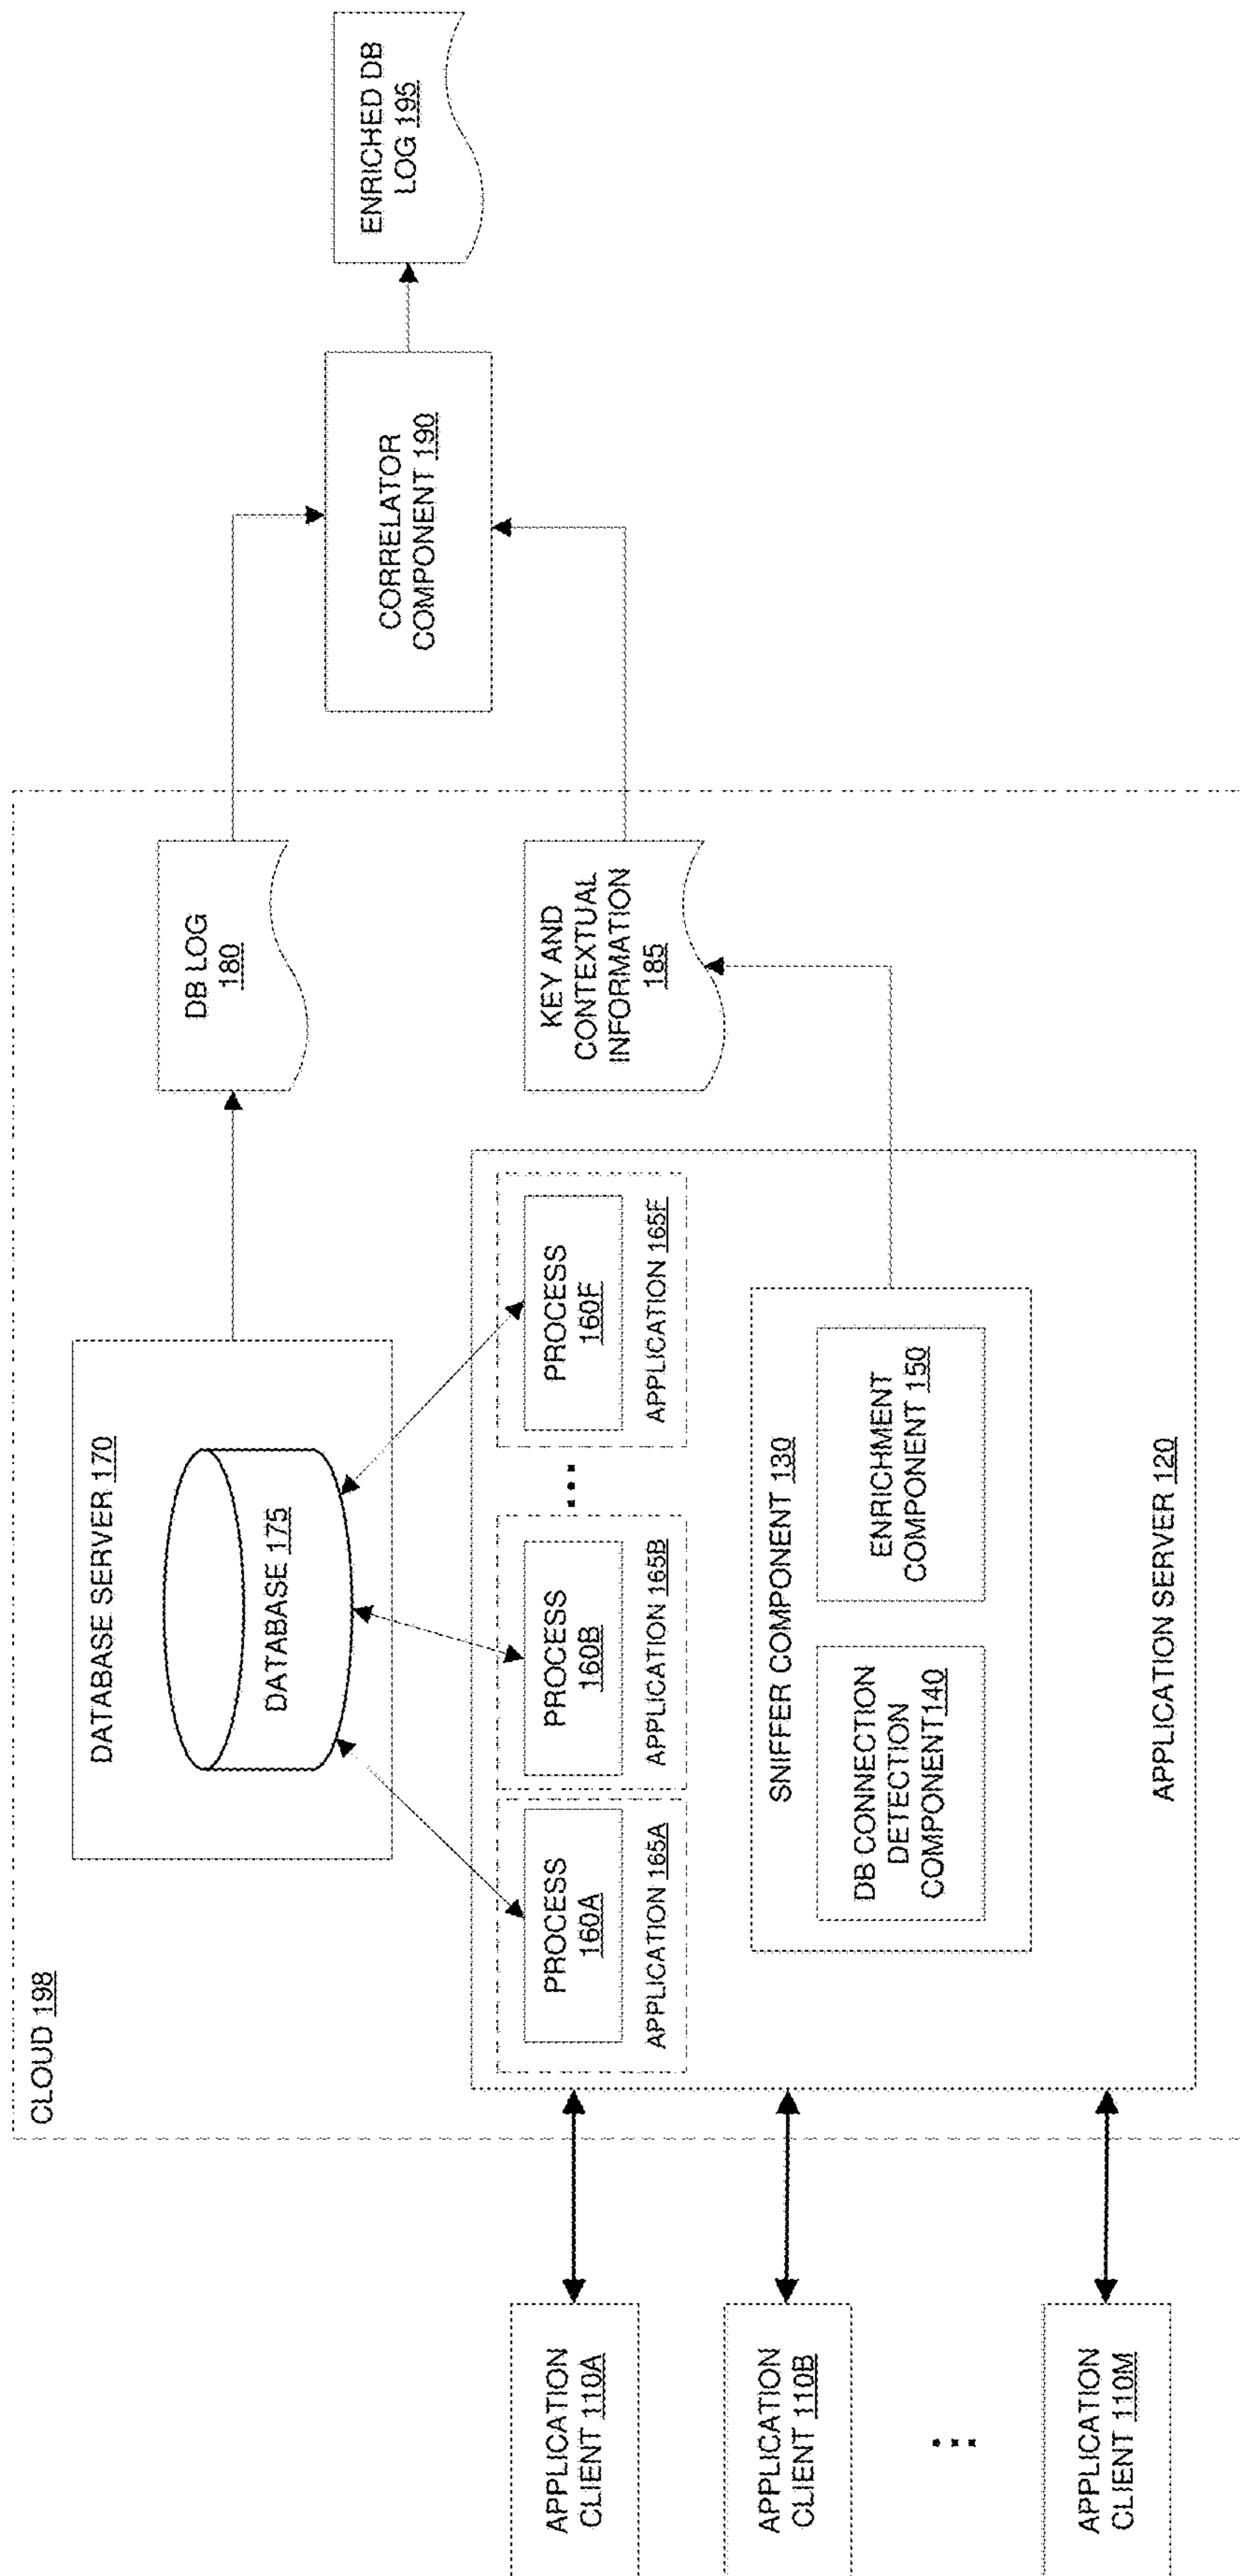 CLOUD 198
DATABASE SERVER 170
DATABASE 175
DB LOG
180
PROCESS
160A
APPLICATION 165A
PROCESS
160B
APPLICATION 165B
PROCESS
160F
APPLICATION 165F
SNIFFER COMPONENT 130
DB CONNECTION
DETECTION
COMPONENT140
ENRICHMENT
COMPONENT 150
APPLICATION SERVER 120
KEY AND
CONTEXTUAL
INFORMATION
185
CORRELATOR
COMPONENT 190
ENRICHED DB
LOG 195
APPLICATION
CLIENT 110A
APPLICATION
CLIENT 110B
APPLICATION
CLIENT 110M